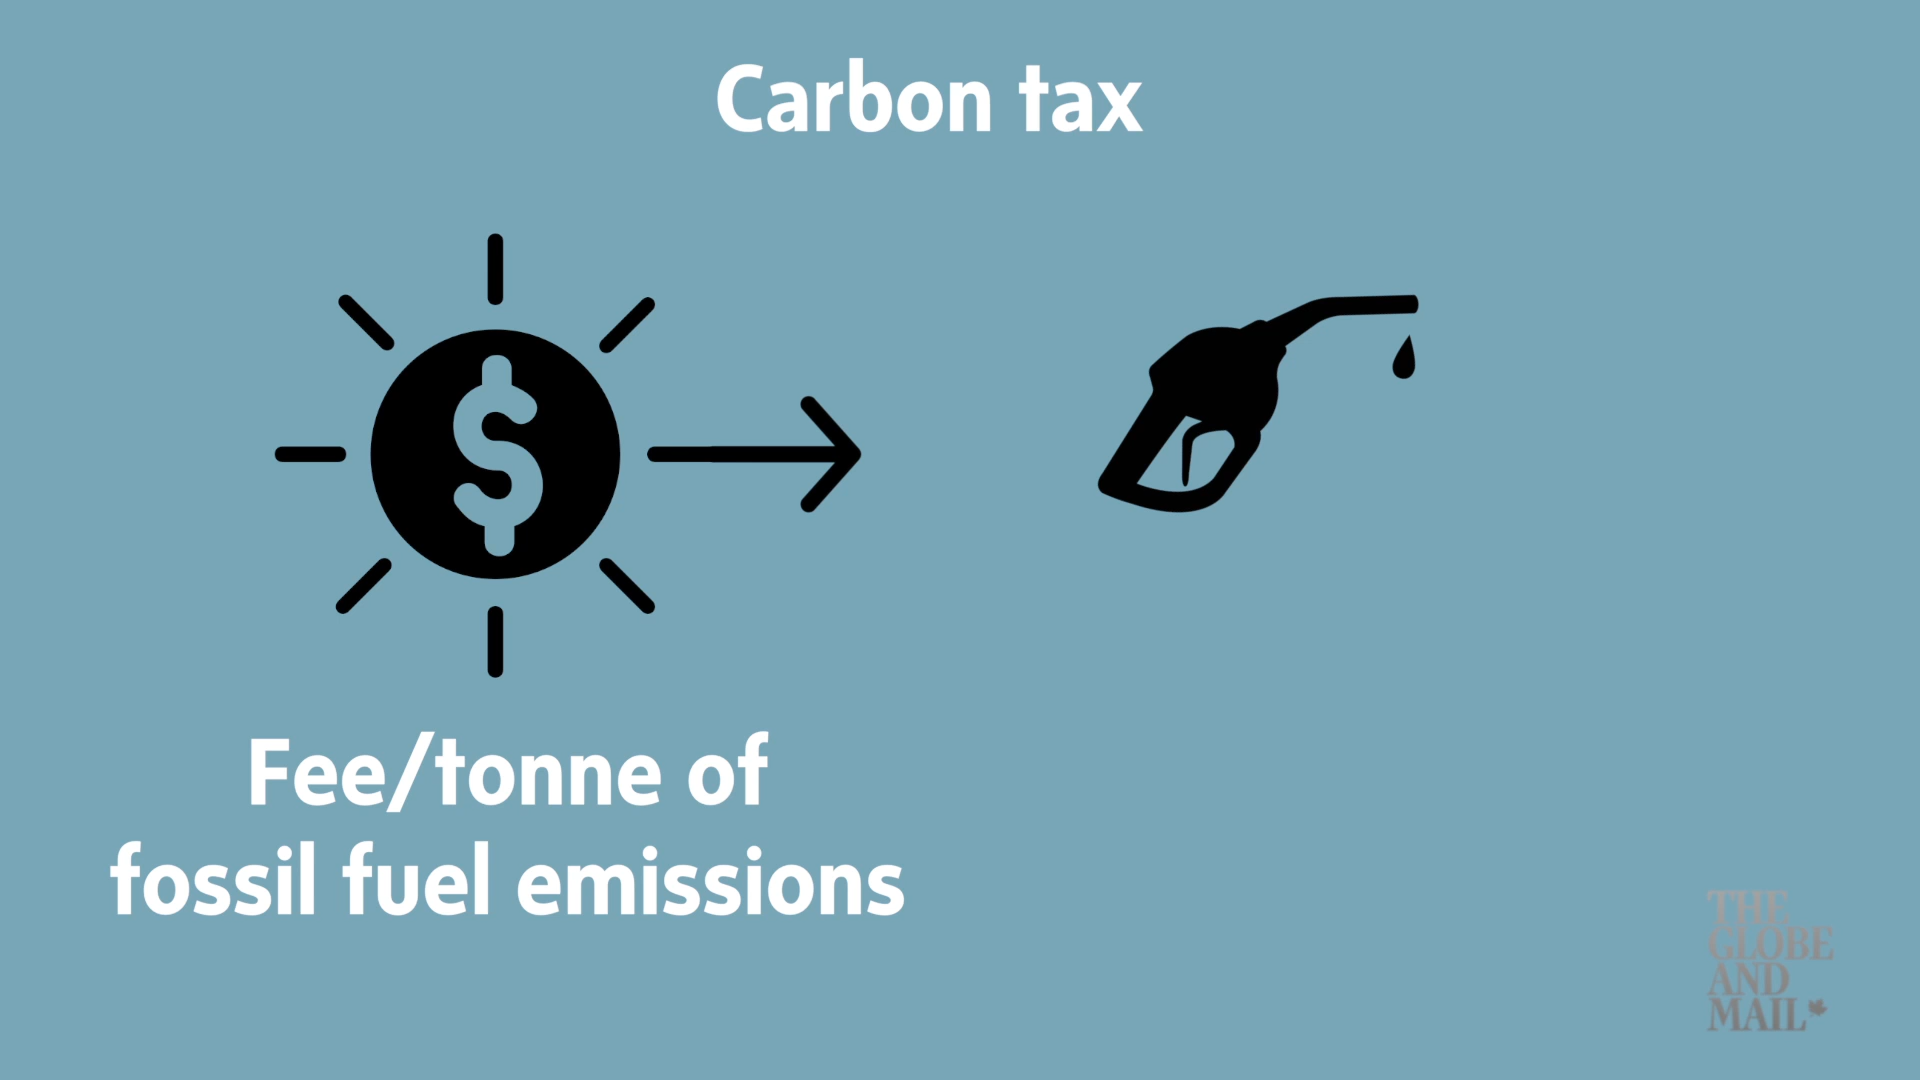 Carbon tax
$
Fee/tonne of
fossil fuel emissions
THE
GLOBE
AND
MAIL